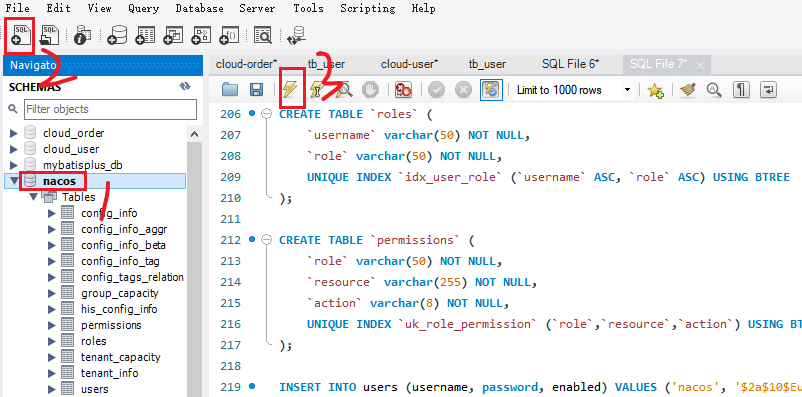 File Edit View Query Database Server Tools Scripting Help
SQL SQL
Navigato 2
cloud-order* tb_user cloud-user* tb_user SQL File 6* SQL File 7*
3
SCHEMAS
Limit to 1000 rows
Filter objects
cloud_order
cloud_user
mybatisplus_db
nacos
1
Tables
config_info
config_info_aggr
config_info_beta
config_info_tag
config_tags_relation
group_capacity
his_config_info
permissions
roles
tenant_capacity
tenant_info
users
206 CREATE TABLE `roles` (
207 `username` varchar(50) NOT NULL,
208 `role` varchar(50) NOT NULL,
209 UNIQUE INDEX `idx_user_role` (`username` ASC, `role` ASC) USING BTREE
210 );
211
212 CREATE TABLE `permissions` (
213 `role` varchar(50) NOT NULL,
214 `resource` varchar(255) NOT NULL,
215 `action` varchar(8) NOT NULL,
216 UNIQUE INDEX `uk_role_permission` (`role`,`resource`,`action`) USING BT
217 );
218
219 INSERT INTO users (username, password, enabled) VALUES ('nacos', '$2a$10$Eu